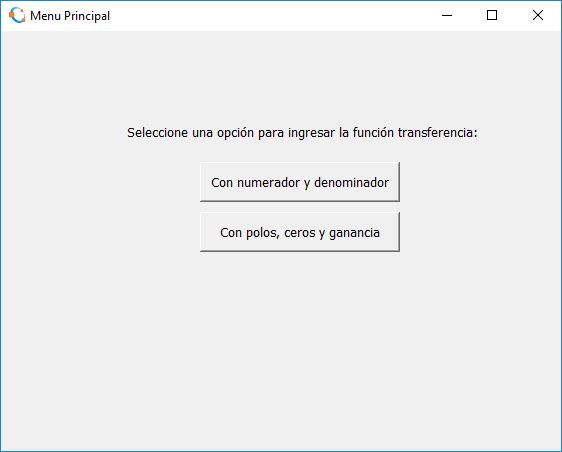 Menu Principal
Seleccione una opción para ingresar la función transferencia:
Con numerador y denominador
Con polos, ceros y ganancia